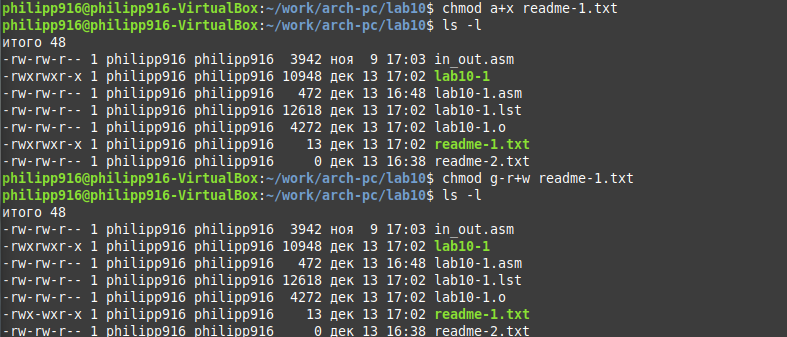 philipp916@philipp916-VirtualBox:~/work/arch-pc/lab10$ chmod a+x readme-1.txt
philipp916@philipp916-VirtualBox:~/work/arch-pc/lab10$ ls -l
итого 48
-rw-rw-r-- 1 philipp916 philipp916  3942 ноя  9 17:03 in_out.asm
-rwxrwxr-x 1 philipp916 philipp916 10948 дек 13 17:02 lab10-1
-rw-rw-r-- 1 philipp916 philipp916   472 дек 13 16:48 lab10-1.asm
-rw-rw-r-- 1 philipp916 philipp916 12618 дек 13 17:02 lab10-1.lst
-rw-rw-r-- 1 philipp916 philipp916  4272 дек 13 17:02 lab10-1.o
-rwxrwxr-x 1 philipp916 philipp916    13 дек 13 17:02 readme-1.txt
-rw-rw-r-- 1 philipp916 philipp916     0 дек 13 16:38 readme-2.txt
philipp916@philipp916-VirtualBox:~/work/arch-pc/lab10$ chmod g-r+w readme-1.txt
philipp916@philipp916-VirtualBox:~/work/arch-pc/lab10$ ls -l
итого 48
-rw-rw-r-- 1 philipp916 philipp916  3942 ноя  9 17:03 in_out.asm
-rwxrwxr-x 1 philipp916 philipp916 10948 дек 13 17:02 lab10-1
-rw-rw-r-- 1 philipp916 philipp916   472 дек 13 16:48 lab10-1.asm
-rw-rw-r-- 1 philipp916 philipp916 12618 дек 13 17:02 lab10-1.lst
-rw-rw-r-- 1 philipp916 philipp916  4272 дек 13 17:02 lab10-1.o
-rwx-wxr-x 1 philipp916 philipp916    13 дек 13 17:02 readme-1.txt
-rw-rw-r-- 1 philipp916 philipp916     0 дек 13 16:38 readme-2.txt